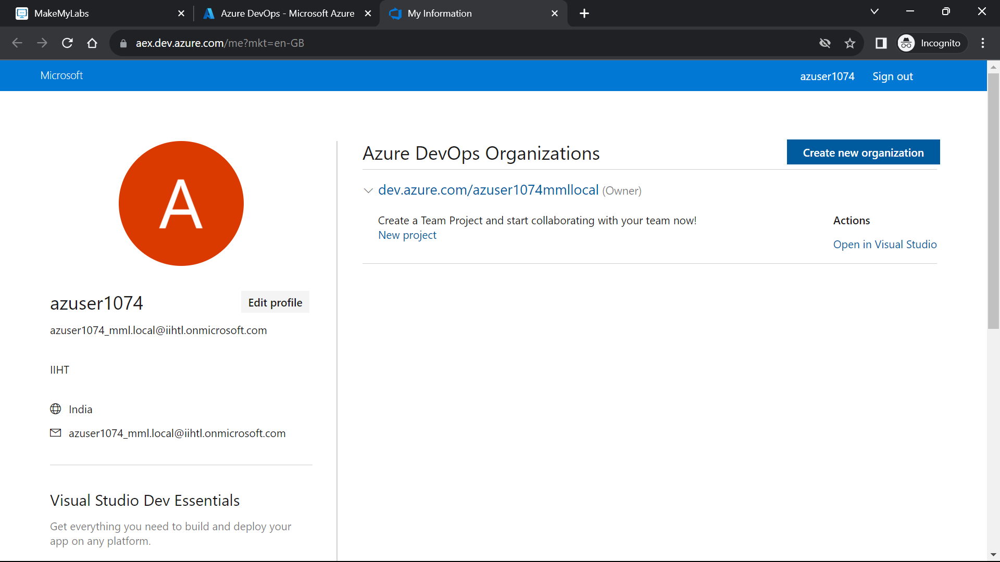 MakeMyLabs
Azure DevOps - Microsoft Azure
My Information
aex.dev.azure.com/me?mkt=en-GB
Incognito
Microsoft
azuser1074
Sign out
A
azuser1074
Edit profile
azuser1074_mml.local@iihtl.onmicrosoft.com
IIHT
India
azuser1074_mml.local@iihtl.onmicrosoft.com
Visual Studio Dev Essentials
Get everything you need to build and deploy your
app on any platform.
Azure DevOps Organizations
Create new organization
dev.azure.com/azuser1074mmllocal (Owner)
Create a Team Project and start collaborating with your team now!
New project
Actions
Open in Visual Studio